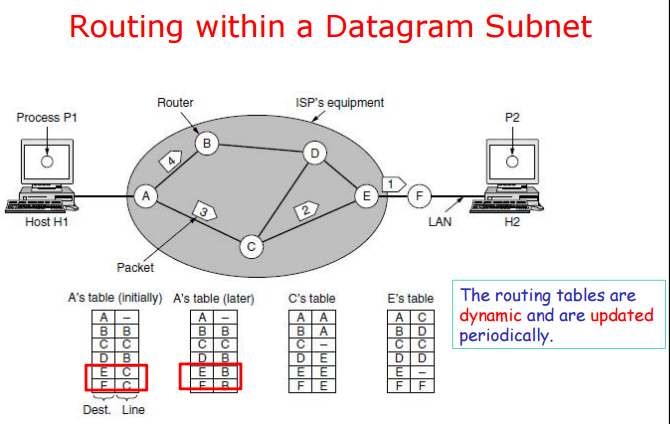 Routing within a Datagram Subnet
Router
ISP's equipment
Process P1
P2
B
D
4
1
A
E
F
3
2
Host H1
LAN
H2
C
Packet
A's table (initially) A's table (later) C's table E's table
A – A – A A A C
B B B B B A B D
C C C C C – C C
D B D B D E D D
E C E B E E E –
F C F B F E F F
Dest. Line
The routing tables are
dynamic and are updated
periodically.